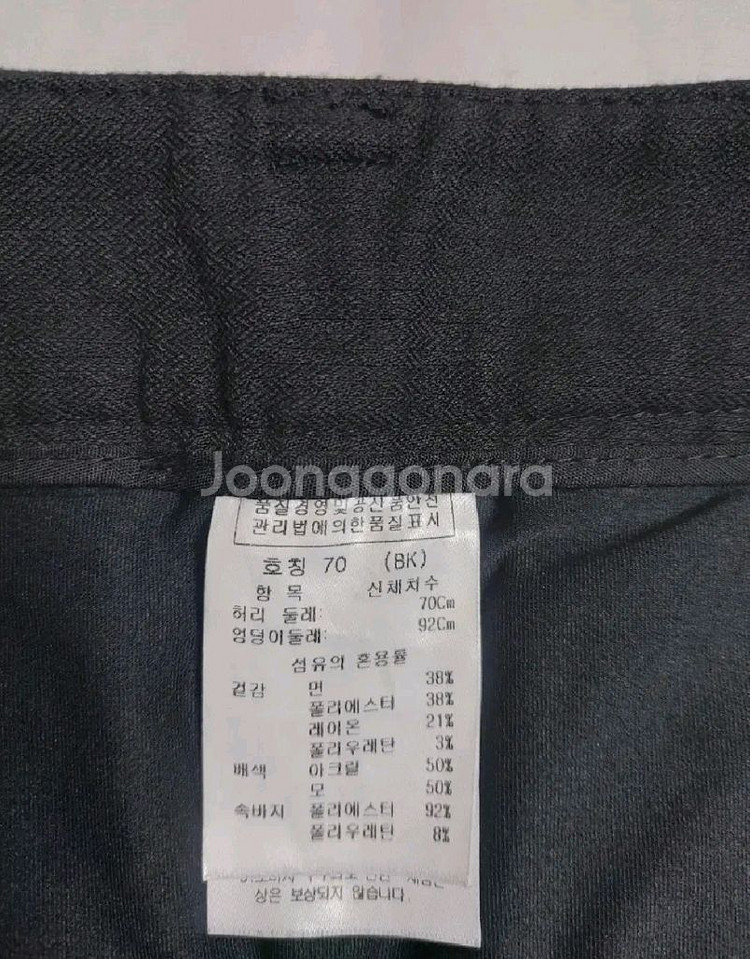 Joonggonara
품질경영및공산품안전
관리법에의한품질표시
호칭 70 (BK)
항 목 신체치수
허리 둘레: 70Cm
엉덩이둘레: 92Cm
섬유의 혼용률
겉감 면 38%
폴리에스터 38%
레이온 21%
폴리우레탄 3%
배색 아크릴 50%
모 50%
속바지 폴리에스터 92%
폴리우레탄 8%
상은 보상되지 않습니다.